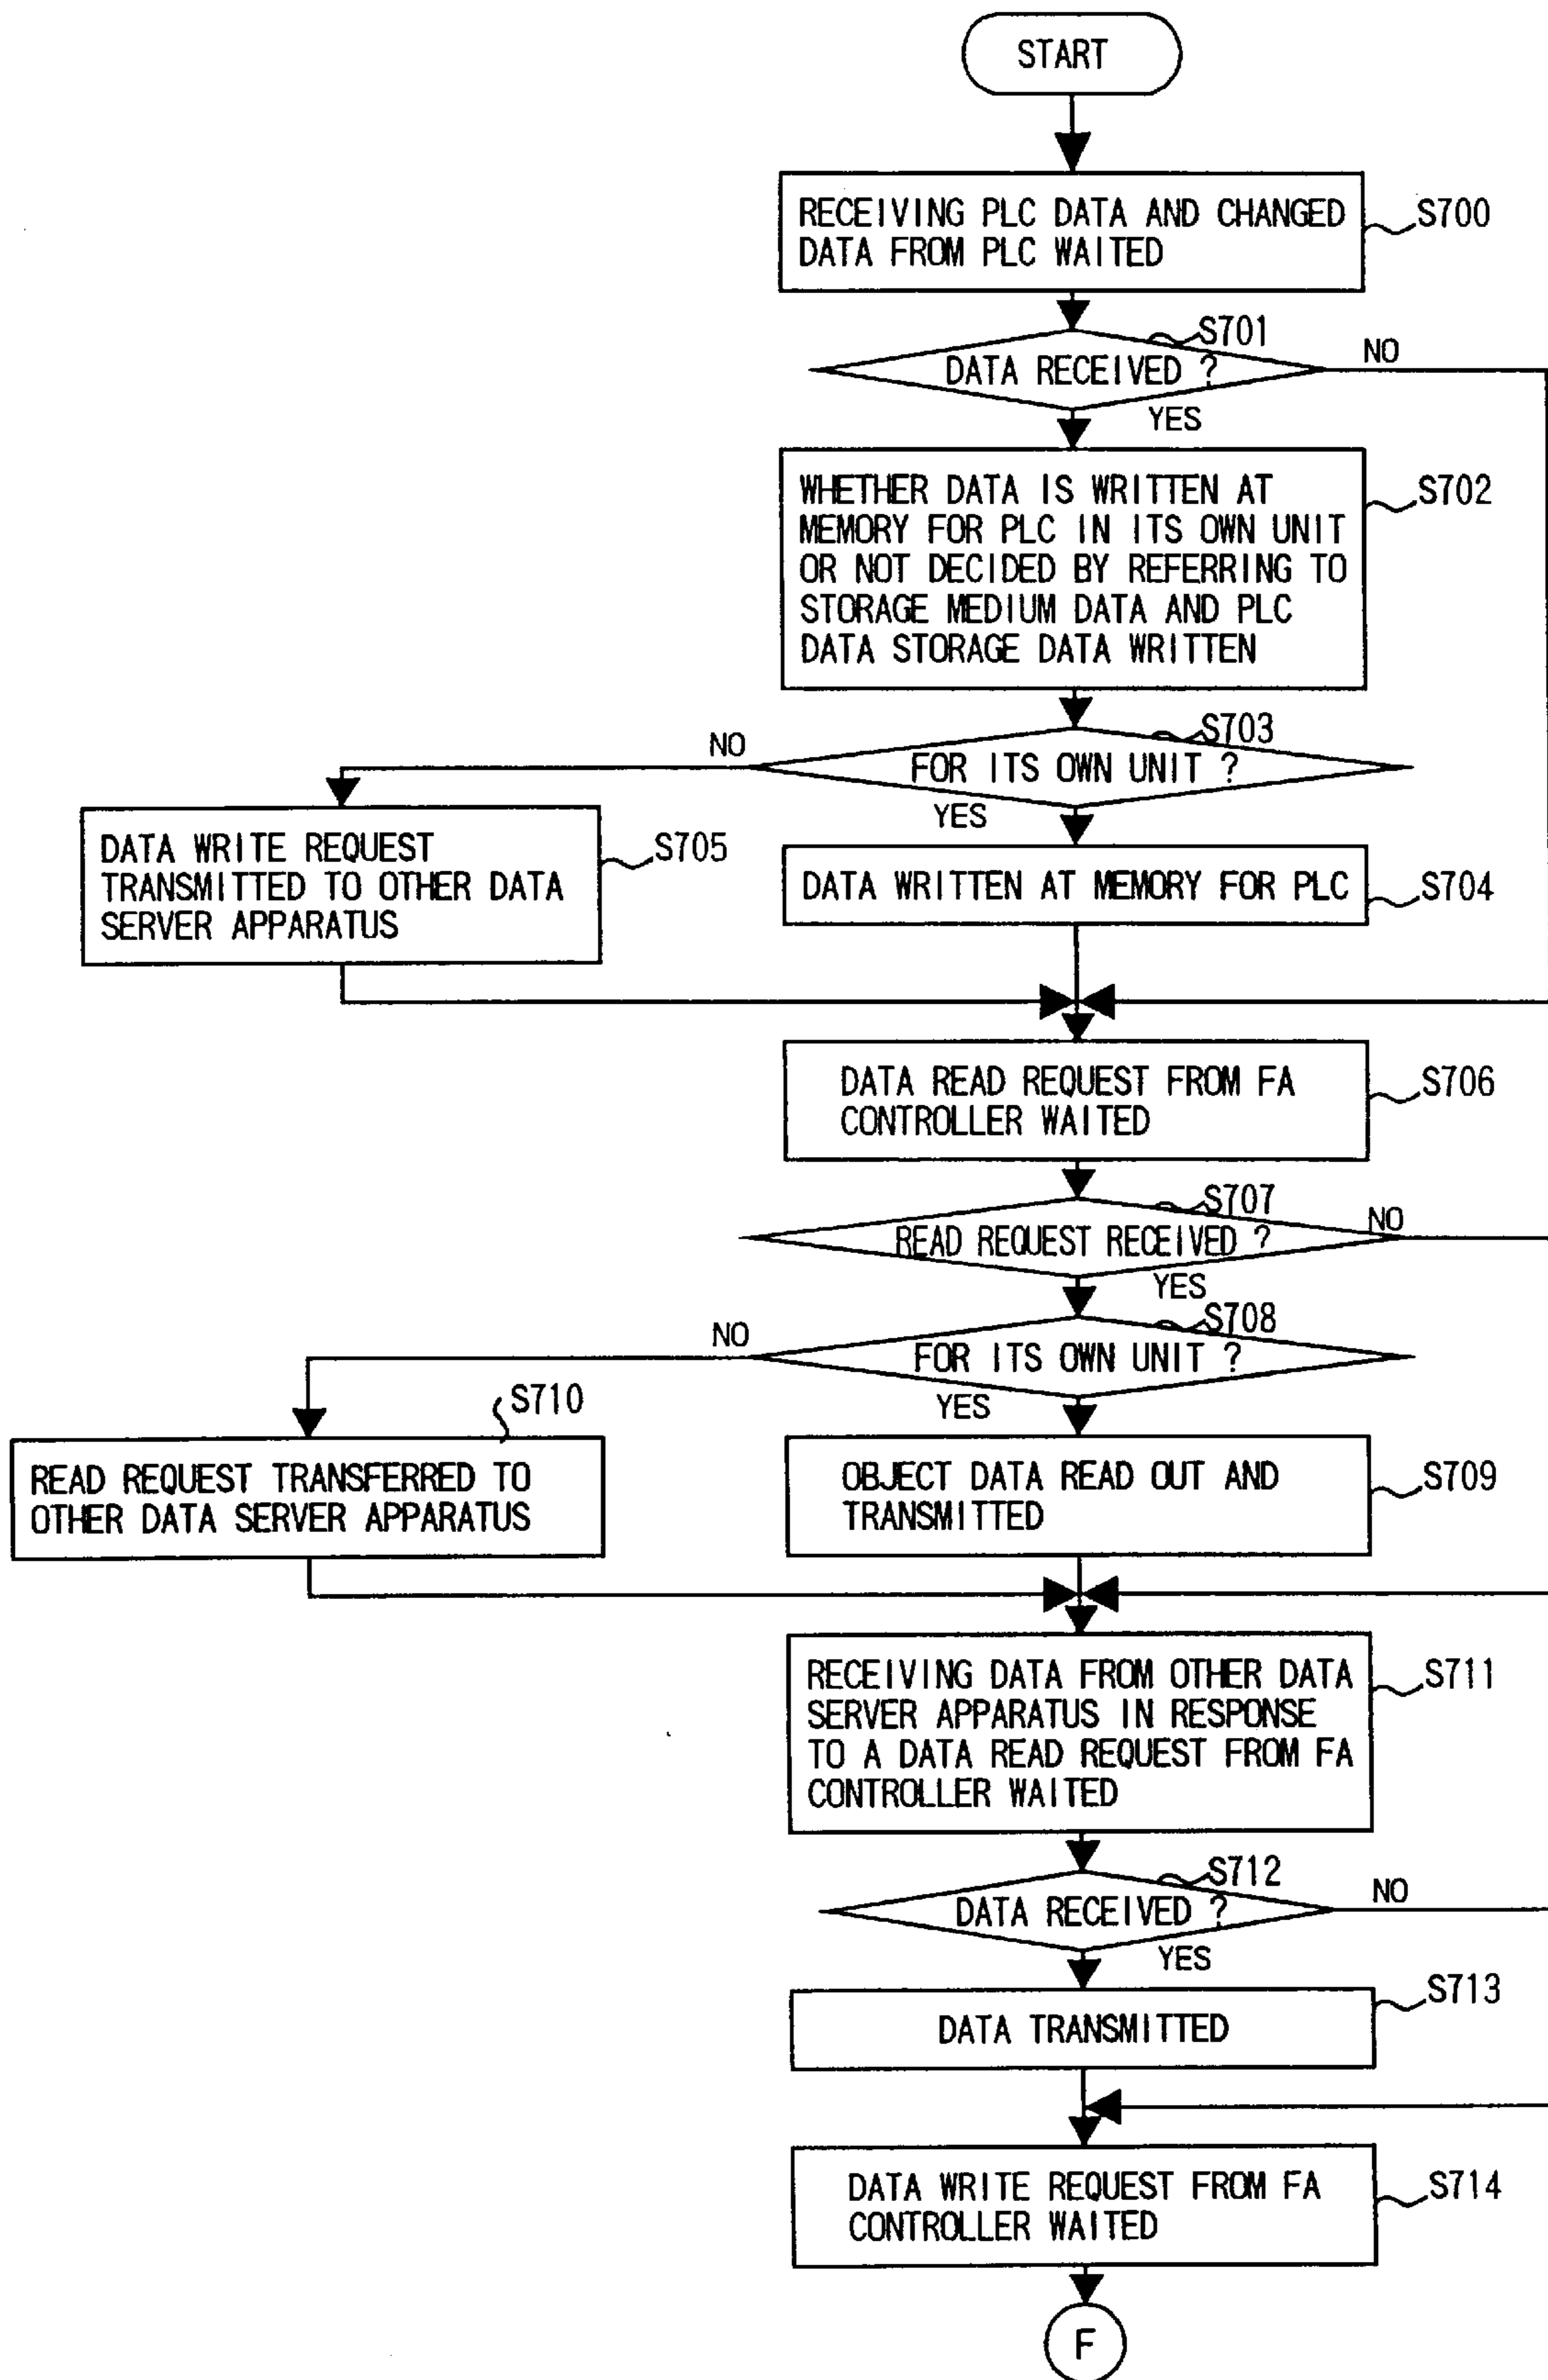 START
RECEIVING PLC DATA AND CHANGED
DATA FROM PLC WAITED
S700
S701
DATA RECEIVED ?
NO
YES
WHETHER DATA IS WRITTEN AT
MEMORY FOR PLC IN ITS OWN UNIT
OR NOT DECIDED BY REFERRING TO
STORAGE MEDIUM DATA AND PLC
DATA STORAGE DATA WRITTEN
S702
S703
NO
FOR ITS OWN UNIT ?
YES
DATA WRITE REQUEST
TRANSMITTED TO OTHER DATA
SERVER APPARATUS
S705
DATA WRITTEN AT MEMORY FOR PLC
S704
DATA READ REQUEST FROM FA
CONTROLLER WAITED
S706
S707
READ REQUEST RECEIVED ?
NO
YES
S708
NO
FOR ITS OWN UNIT ?
YES
S710
READ REQUEST TRANSFERRED TO
OTHER DATA SERVER APPARATUS
OBJECT DATA READ OUT AND
TRANSMITTED
S709
RECEIVING DATA FROM OTHER DATA
SERVER APPARATUS IN RESPONSE
TO A DATA READ REQUEST FROM FA
CONTROLLER WAITED
S711
S712
DATA RECEIVED ?
NO
YES
DATA TRANSMITTED
S713
DATA WRITE REQUEST FROM FA
CONTROLLER WAITED
S714
F